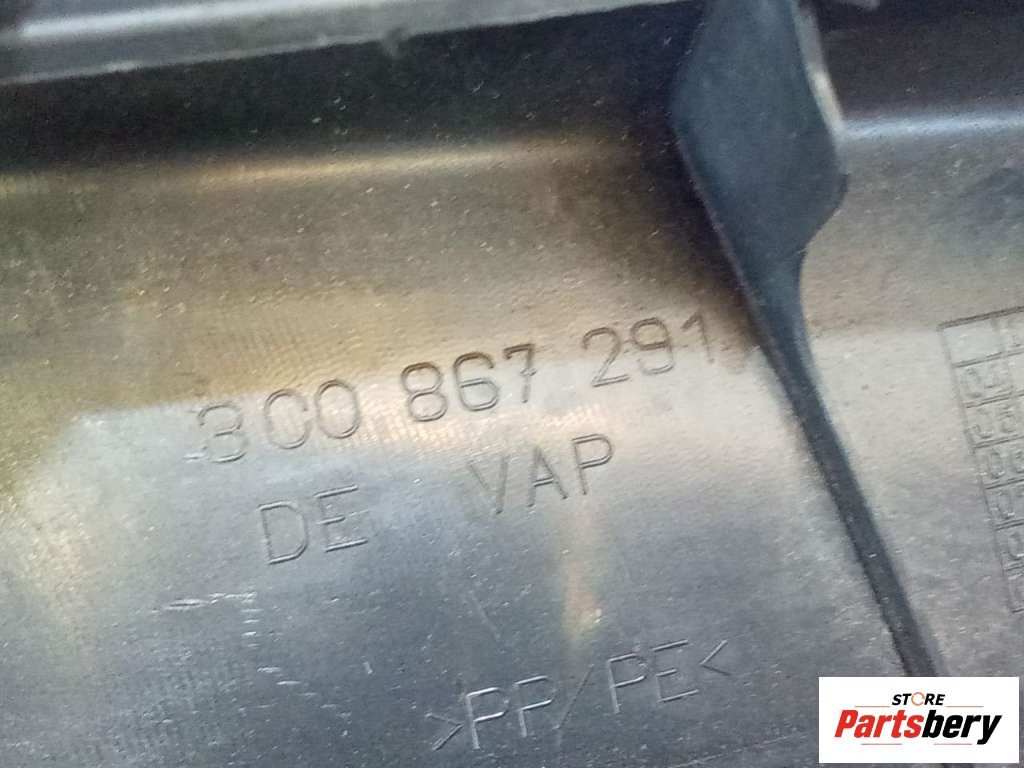 3C0 867 291
DE VAP
>PP/PE<
STORE
Partsbery